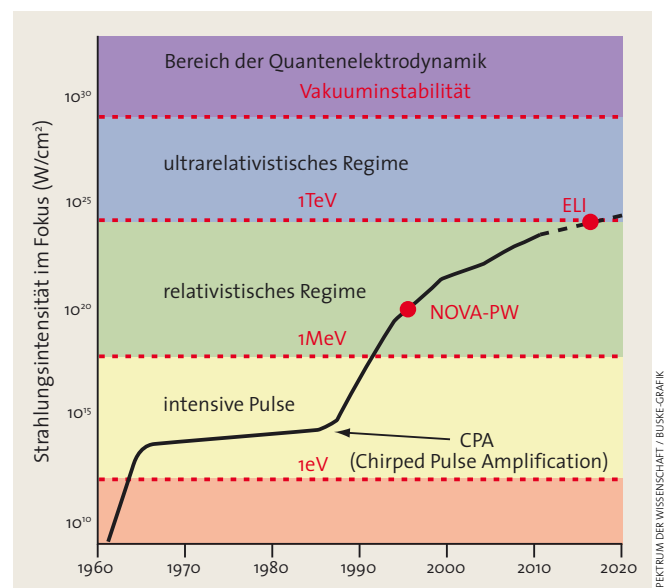 Bereich der Quantenelektrodynamik
Vakuuminstabilität
10³⁰
ultrarelativistisches Regime
1TeV
10²⁵
ELI
relativistisches Regime
10²⁰
NOVA-PW
1MeV
10¹⁵
intensive Pulse
CPA
(Chirped Pulse Amplification)
1eV
10¹⁰
Strahlungsintensität im Fokus (W/cm²)
1960 1970 1980 1990 2000 2010 2020
PEKTRUM DER WISSENSCHAFT / BUSKE-GRAFIK